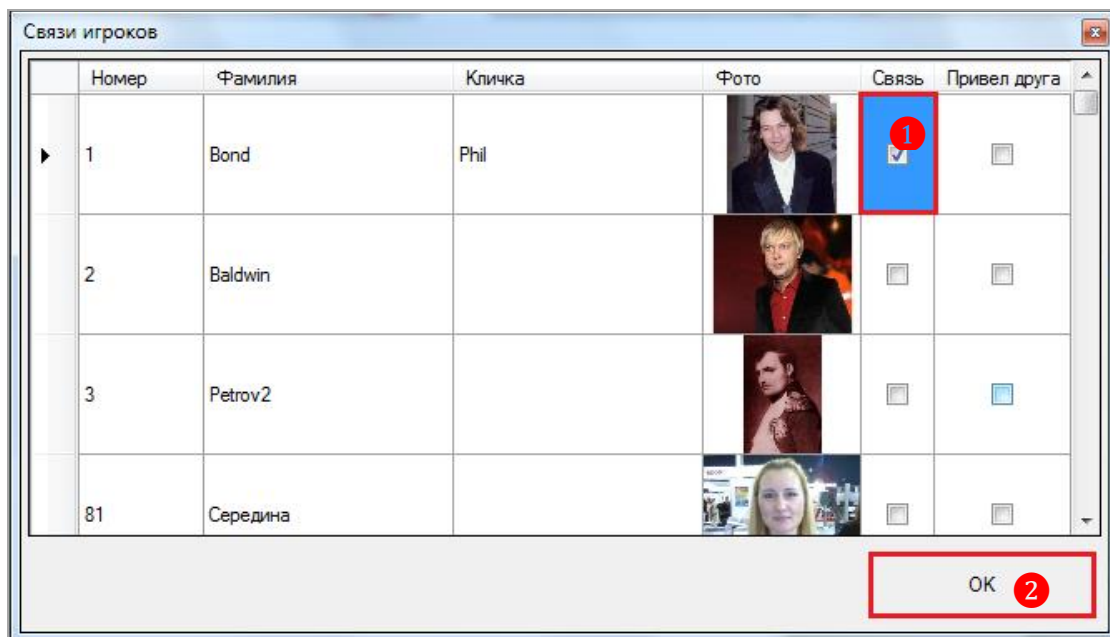 Связи игроков
Номер Фамилия Кличка Фото Связь Привел друга
1 Bond Phil 1
2 Baldwin
3 Petrov2
81 Середина
OK 2